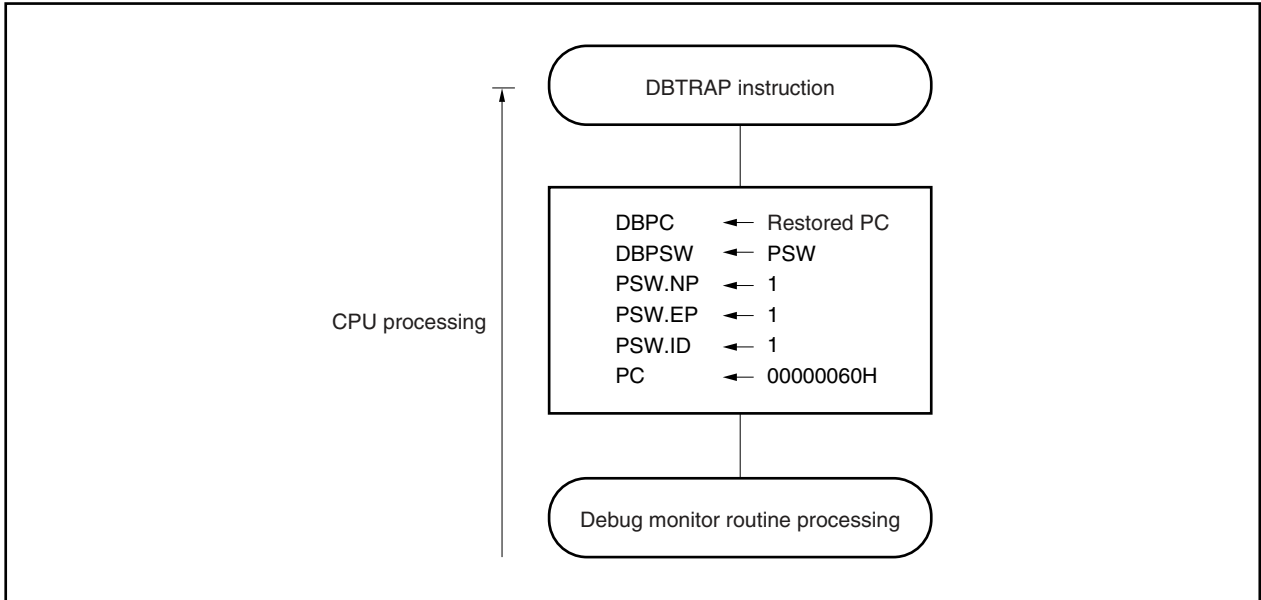 DBTRAP instruction
CPU processing
DBPC ← Restored PC
DBPSW ← PSW
PSW.NP ← 1
PSW.EP ← 1
PSW.ID ← 1
PC ← 00000060H
Debug monitor routine processing